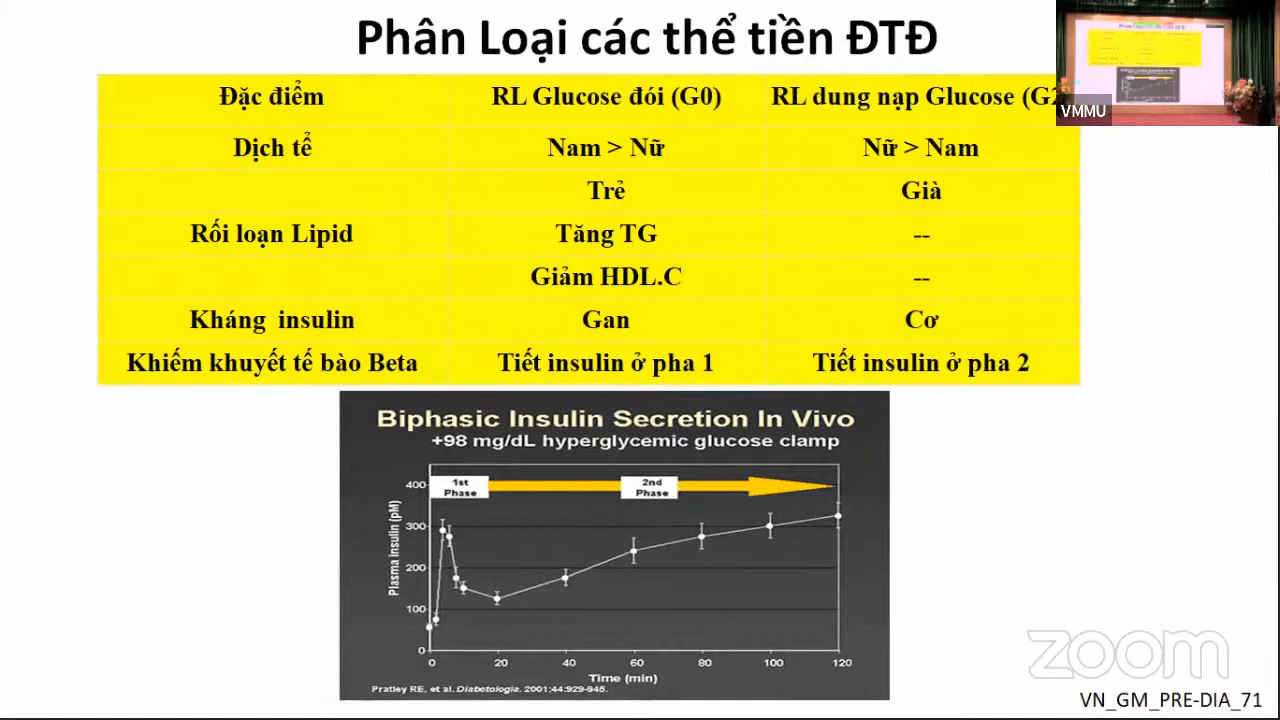 Phân Loại các thể tiền ĐTĐ
Đặc điểm RL Glucose đói (G0) RL dung nạp Glucose (G2
Dịch tể Nam > Nữ Nữ > Nam
Trẻ Già
Rối loạn Lipid Tăng TG --
Giảm HDL.C --
Kháng insulin Gan Cơ
Khiếm khuyết tế bào Beta Tiết insulin ở pha 1 Tiết insulin ở pha 2
VMMU
Biphasic Insulin Secretion In Vivo
+98 mg/dL hyperglycemic glucose clamp
1st Phase
2nd Phase
Plasma Insulin (pM)
400
300
200
100
0
0 20 40 60 80 100 120
Time (min)
Pratley RE, et al. Diabetologia. 2001;44:929-945.
zoom
VN_GM_PRE-DIA_71